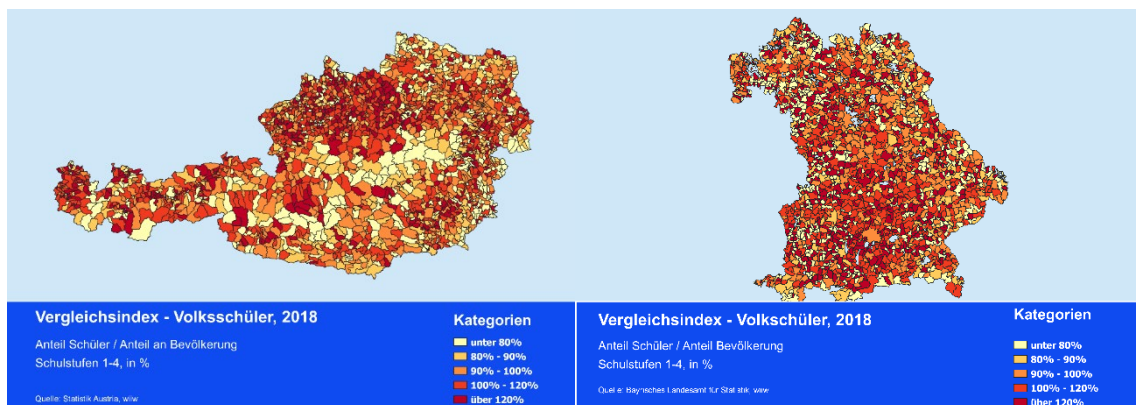 Vergleichsindex - Volksschüler, 2018
Anteil Schüler / Anteil an Bevölkerung
Schulstufen 1-4, in %
Quelle: Statistik Austria, wiiw
Kategorien
unter 80%
80% - 90%
90% - 100%
100% - 120%
über 120%
Vergleichsindex - Volkschüler, 2018
Anteil Schüler / Anteil Bevölkerung
Schulstufen 1-4, in %
Quelle: Bayrisches Landesamt für Statistik, wiiw
Kategorien
unter 80%
80% - 90%
90% - 100%
100% - 120%
über 120%